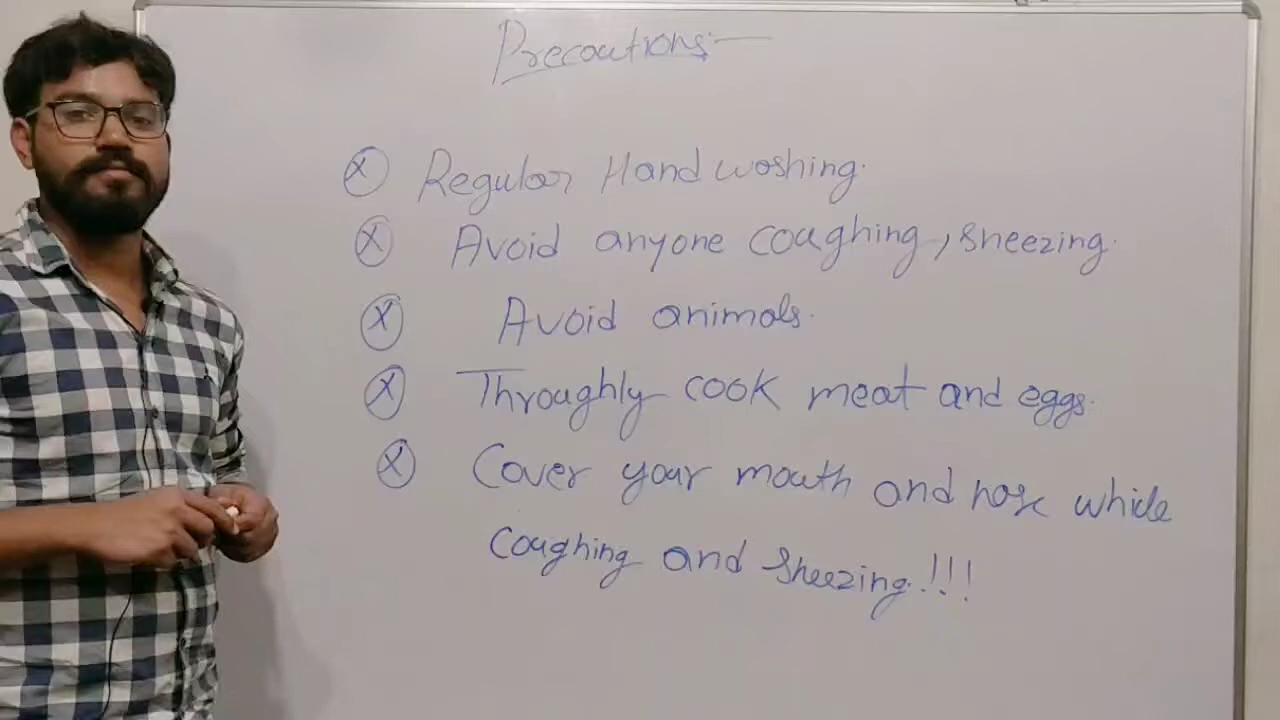 Precautions:-
ⓧ Regular Hand washing.
ⓧ Avoid anyone coughing, sneezing.
ⓧ Avoid animals.
ⓧ Throughly cook meat and eggs.
ⓧ Cover your mouth and nose while
coughing and sneezing.!!!